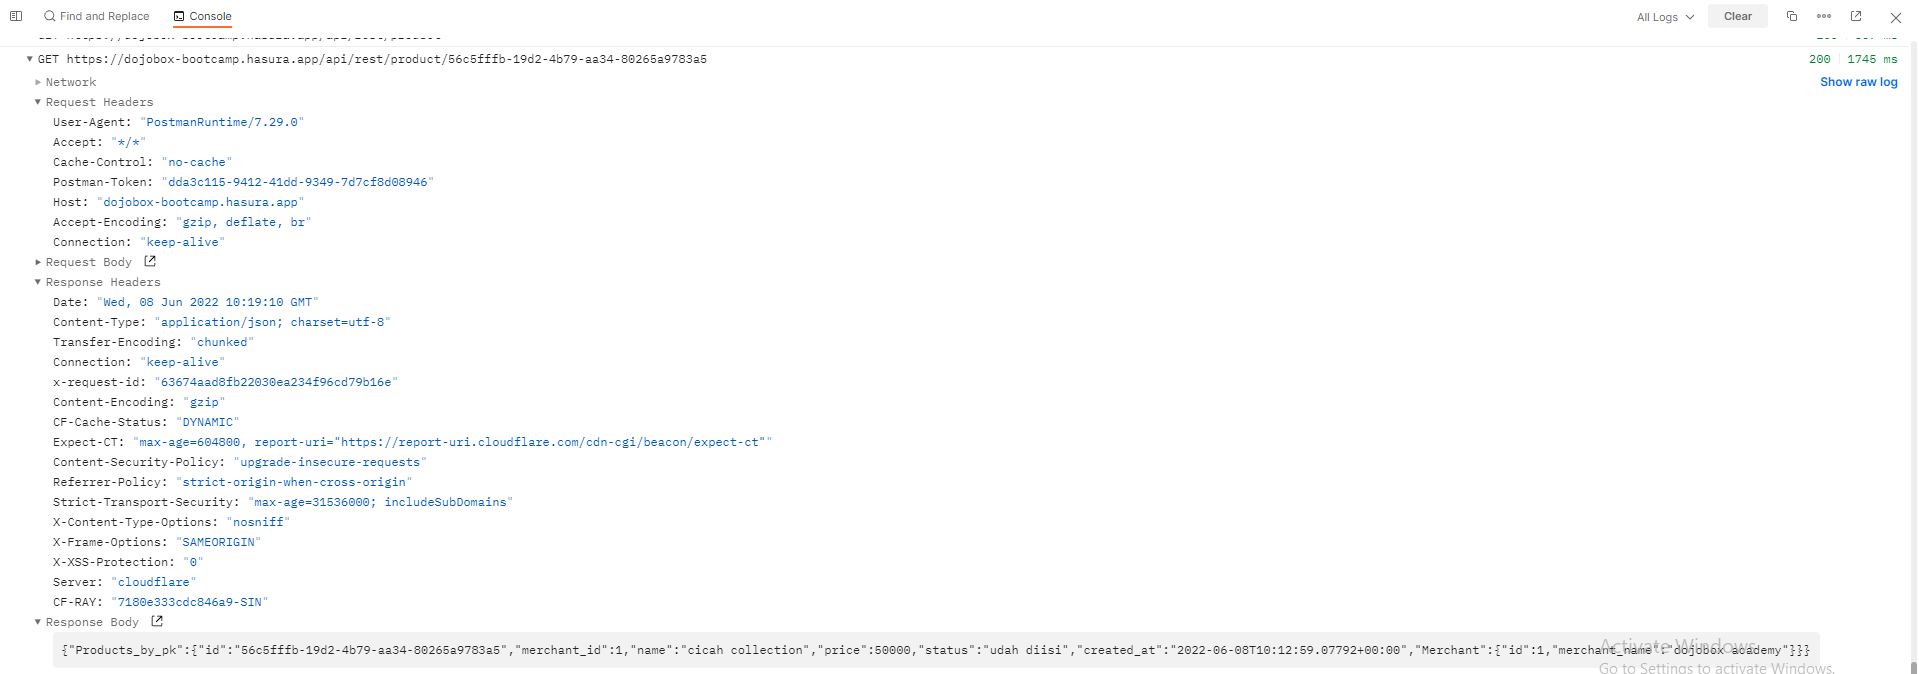 Find and Replace Console All Logs Clear
GET https://dojobox-bootcamp.hasura.app/api/rest/product/56c5fffb-19d2-4b79-aa34-80265a9783a5 200 1745 ms
Network Show raw log
Request Headers
User-Agent: "PostmanRuntime/7.29.0"
Accept: "*/*"
Cache-Control: "no-cache"
Postman-Token: "dda3c115-9412-41dd-9349-7d7cf8d08946"
Host: "dojobox-bootcamp.hasura.app"
Accept-Encoding: "gzip, deflate, br"
Connection: "keep-alive"
Request Body
Response Headers
Date: "Wed, 08 Jun 2022 10:19:10 GMT"
Content-Type: "application/json; charset=utf-8"
Transfer-Encoding: "chunked"
Connection: "keep-alive"
x-request-id: "63674aad8fb22030ea234f96cd79b16e"
Content-Encoding: "gzip"
CF-Cache-Status: "DYNAMIC"
Expect-CT: "max-age=604800, report-uri="https://report-uri.cloudflare.com/cdn-cgi/beacon/expect-ct""
Content-Security-Policy: "upgrade-insecure-requests"
Referrer-Policy: "strict-origin-when-cross-origin"
Strict-Transport-Security: "max-age=31536000; includeSubDomains"
X-Content-Type-Options: "nosniff"
X-Frame-Options: "SAMEORIGIN"
X-XSS-Protection: "0"
Server: "cloudflare"
CF-RAY: "7180e333cdc846a9-SIN"
Response Body
{"Products_by_pk":{"id":"56c5fffb-19d2-4b79-aa34-80265a9783a5","merchant_id":1,"name":"cicah collection","price":50000,"status":"udah diisi","created_at":"2022-06-08T10:12:59.07792+00:00","Merchant":{"id":1,"merchant_name":"dojobox academy"}}}
Activate Windows
Go to Settings to activate Windows.